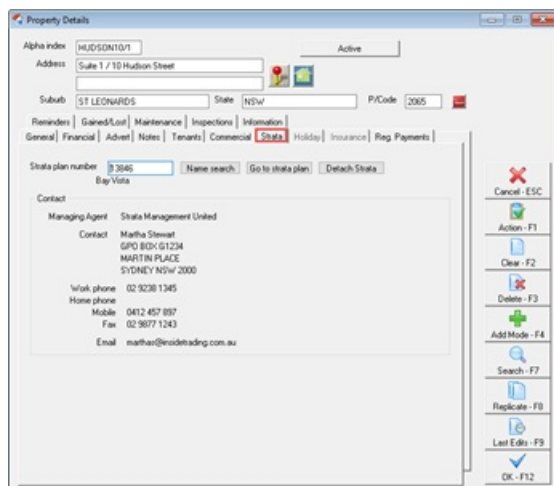 Property Details
Alpha index HUDSON10/1 Active
Address Suite 1 / 10 Hudson Street
Suburb ST LEONARDS State NSW P/Code 2065
Reminders Gained/Lost Maintenance Inspections Information
General Financial Advert Notes Tenants Commercial Strata Holiday Insurance Reg. Payments
Strata plan number 13846 Name search Go to strata plan Detach Strata
Bay Vista
Contact
Managing Agent Strata Management United
Contact Martha Stewart
GPO BOX G1234
MARTIN PLACE
SYDNEY NSW 2000
Work phone 02 9238 1345
Home phone
Mobile 0412 457 897
Fax 02 9877 1243
Email marthas@insidetrading.com.au
Cancel - ESC
Action - F1
Clear - F2
Delete - F3
Add Mode - F4
Search - F7
Replicate - F8
Last Edits - F9
OK - F12